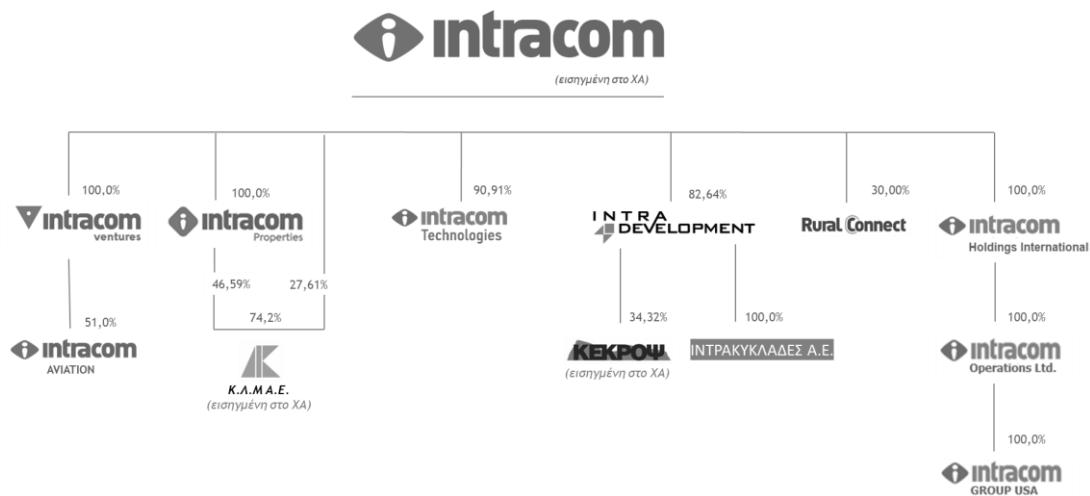 intracom
(εισηγμένη στο ΧΑ)
100,0%
100,0%
90,91%
82,64%
30,00%
100,0%
intracom
ventures
intracom
Properties
intracom
Technologies
INTRA
DEVELOPMENT
Rural Connect
intracom
Holdings International
46,59%
27,61%
74,2%
51,0%
34,32%
100,0%
100,0%
intracom
AVIATION
Κ.Λ.Μ Α.Ε.
(εισηγμένη στο ΧΑ)
ΚΕΚΡΟΨ
(εισηγμένη στο ΧΑ)
ΙΝΤΡΑΚΥΚΛΑΔΕΣ Α.Ε.
intracom
Operations Ltd.
100,0%
intracom
GROUP USA